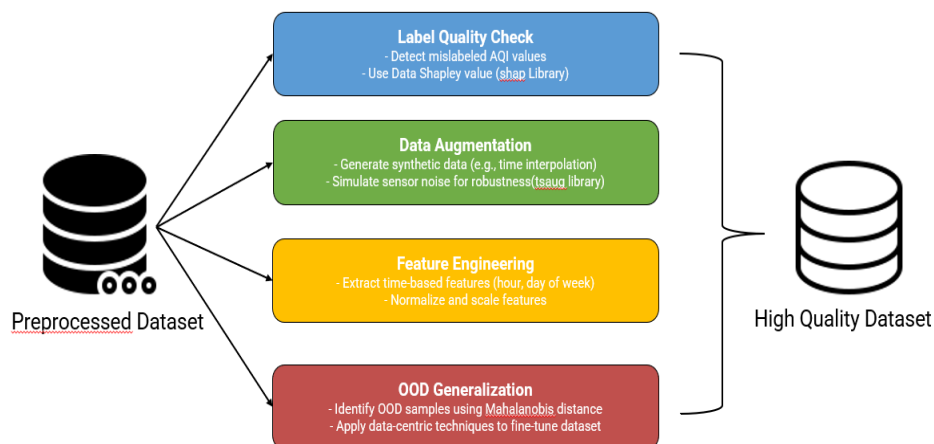 Label Quality Check
- Detect mislabeled AQI values
- Use Data Shapley value (shap Library)
Data Augmentation
- Generate synthetic data (e.g., time interpolation)
- Simulate sensor noise for robustness(tsaug library)
Feature Engineering
- Extract time-based features (hour, day of week)
- Normalize and scale features
OOD Generalization
- Identify OOD samples using Mahalanobis distance
- Apply data-centric techniques to fine-tune dataset
Preprocessed Dataset
High Quality Dataset